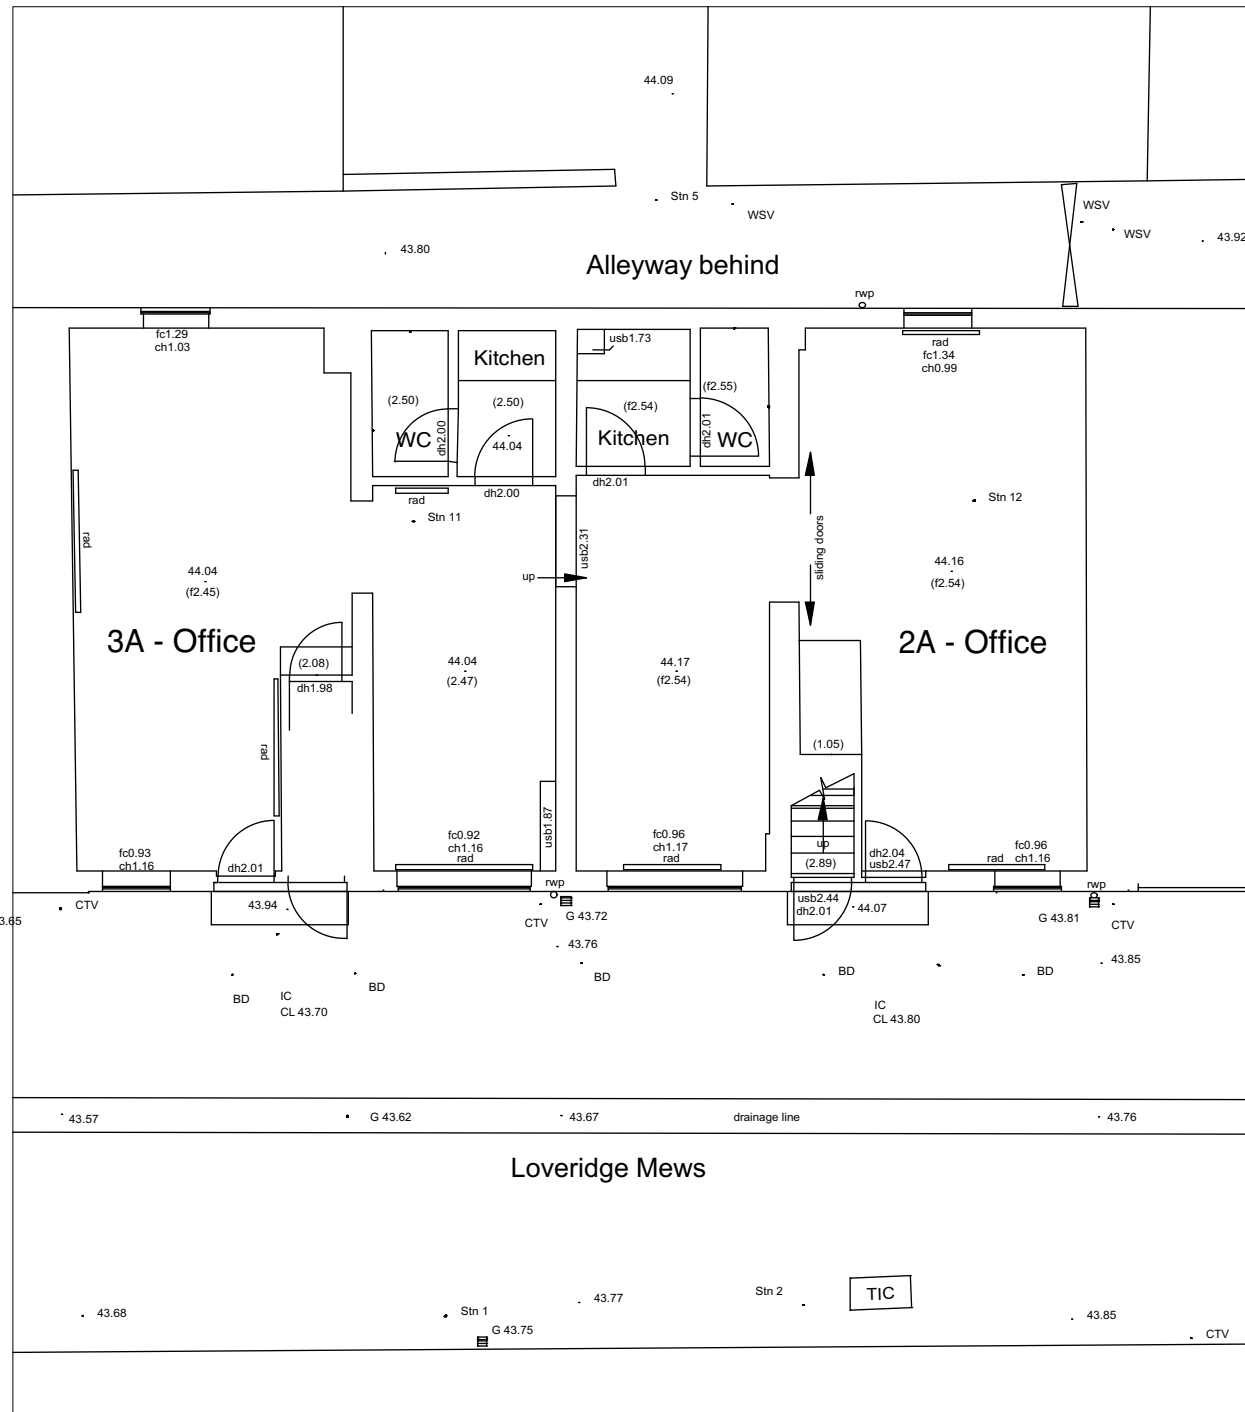 44.09
Stn 5
WSV
WSV
WSV
43.92
43.80
Alleyway behind
rwp
fc1.29
ch1.03
Kitchen
usb1.73
rad
fc1.34
ch0.99
(2.50)
(2.50)
(f2.54)
(f2.55)
WC
dh2.00
44.04
Kitchen
dh2.01
WC
dh2.00
dh2.01
rad
Stn 11
Stn 12
rad
usb2.31
sliding doors
44.04
(f2.45)
up
44.16
(f2.54)
3A - Office
2A - Office
(2.08)
dh1.98
44.04
(2.47)
44.17
(f2.54)
rad
(1.05)
usb1.87
fc0.93
ch1.16
dh2.01
fc0.92
ch1.16
rad
fc0.96
ch1.17
rad
up
(2.89)
dh2.04
usb2.47
rad
fc0.96
ch1.16
rwp
rwp
3.65
CTV
43.94
CTV
G 43.72
usb2.44
dh2.01
44.07
G 43.81
CTV
43.76
43.85
BD
BD
BD
BD
BD
IC
CL 43.70
IC
CL 43.80
43.57
G 43.62
43.67
drainage line
43.76
Loveridge Mews
43.68
Stn 1
43.77
Stn 2
TIC
43.85
G 43.75
CTV